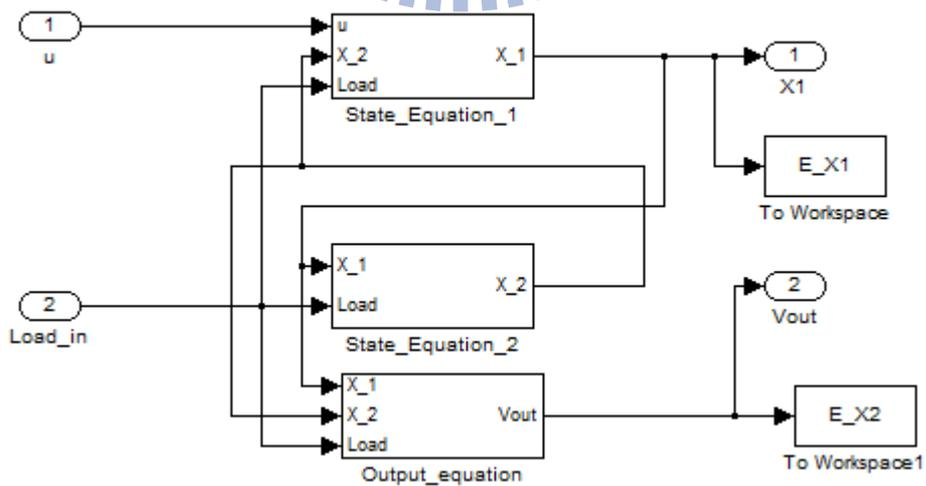 1
u
u
X_2
Load
X_1
State_Equation_1
1
X1
E_X1
To Workspace
X_1
Load
X_2
State_Equation_2
2
Load_in
2
Vout
X_1
X_2
Load
Vout
Output_equation
E_X2
To Workspace1